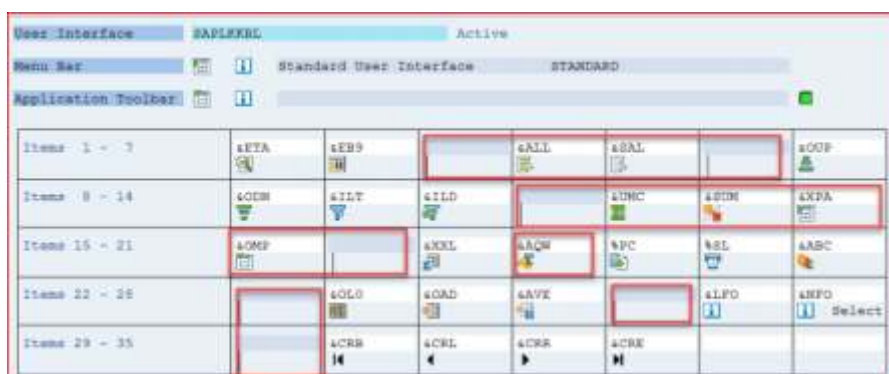 User Interface SAPLKKBL Active
Menu Bar Standard User Interface STANDARD
Application Toolbar
Items 1 - 7 &ETA &EB9 &ALL &SAL &OUP
Items 8 - 14 &ODN &ILT &ILD &UMC &SUM &XPA
Items 15 - 21 &OMP &XXL &AQW %PC %SL &ABC
Items 22 - 28 &OL0 &OAD &AVE &LFO &NFO
Select
Items 29 - 35 &CRB &CRL &CRR &CRE